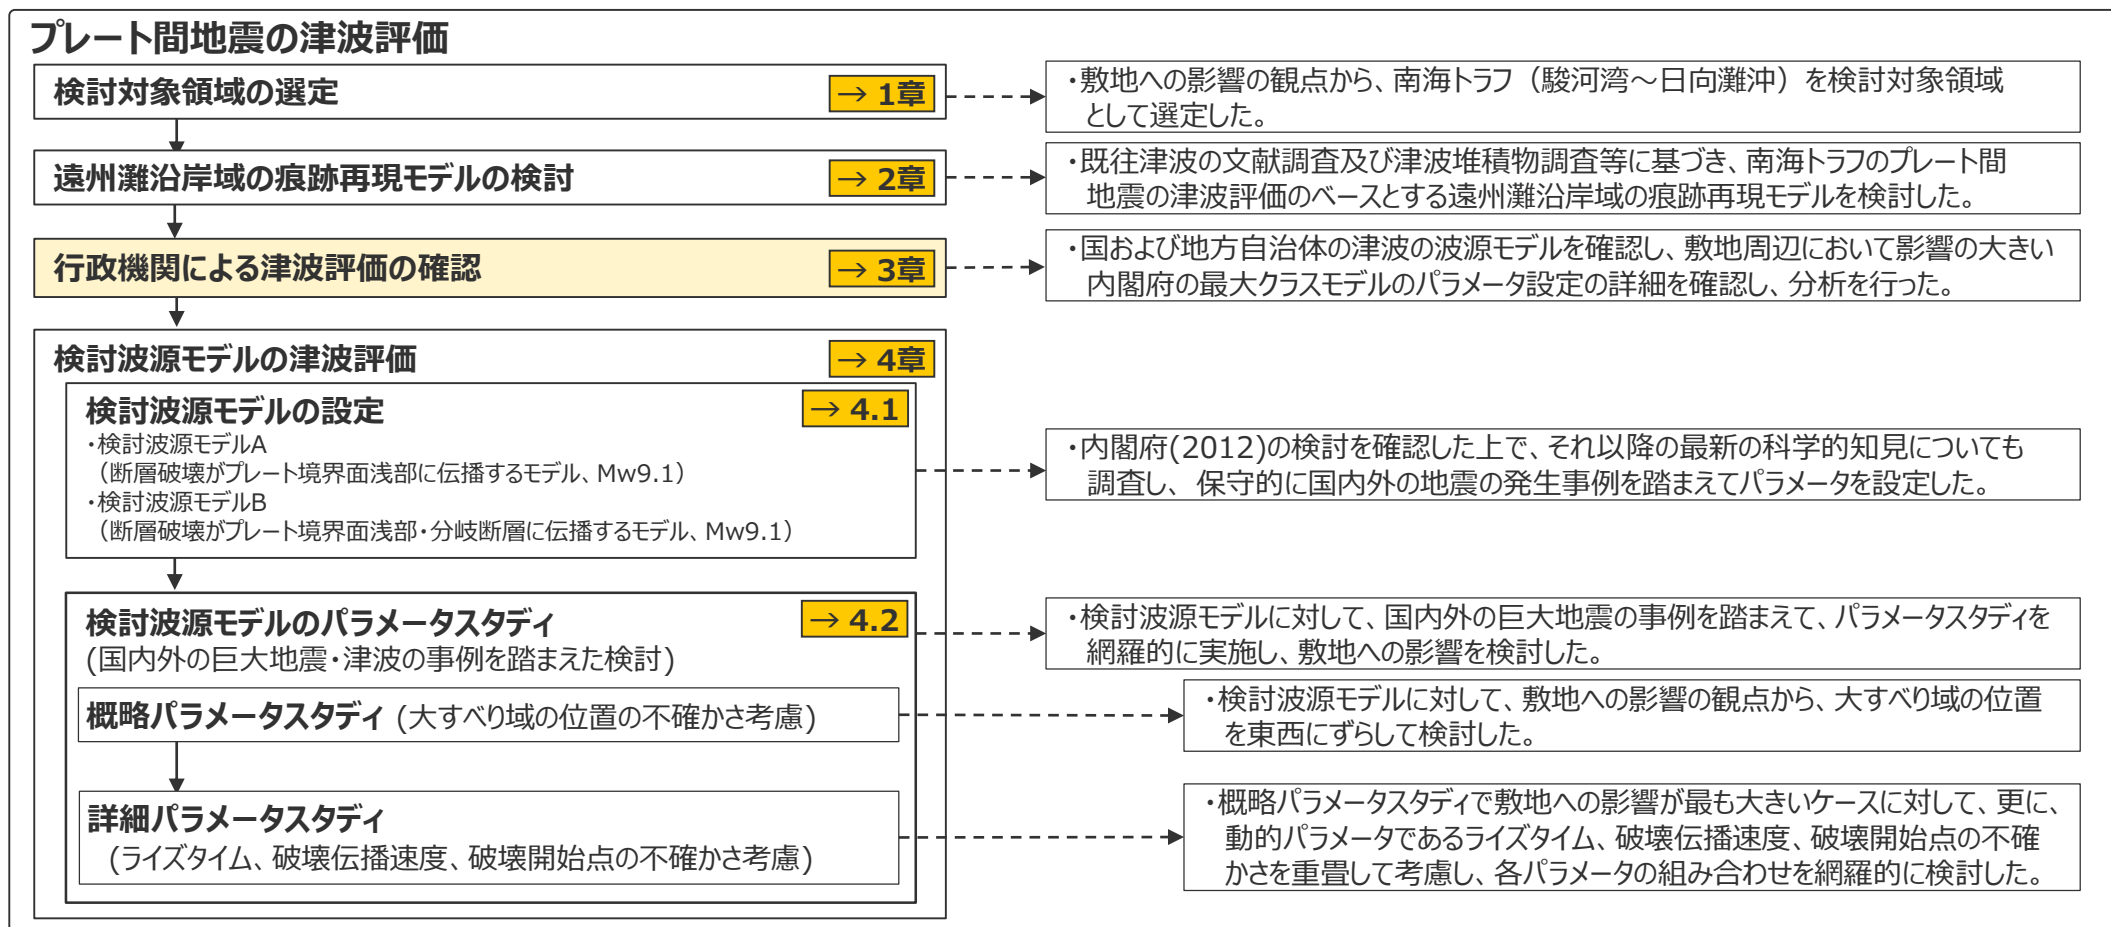 プレート間地震の津波評価
検討対象領域の選定
→ 1章
・敷地への影響の観点から、南海トラフ（駿河湾～日向灘沖）を検討対象領域
として選定した。
遠州灘沿岸域の痕跡再現モデルの検討
→ 2章
・既往津波の文献調査及び津波堆積物調査等に基づき、南海トラフのプレート間
地震の津波評価のベースとする遠州灘沿岸域の痕跡再現モデルを検討した。
行政機関による津波評価の確認
→ 3章
・国および地方自治体の津波の波源モデルを確認し、敷地周辺において影響の大きい
内閣府の最大クラスモデルのパラメータ設定の詳細を確認し、分析を行った。
検討波源モデルの津波評価
→ 4章
検討波源モデルの設定
→ 4.1
・検討波源モデルA
（断層破壊がプレート境界面浅部に伝播するモデル、Mw9.1）
・検討波源モデルB
（断層破壊がプレート境界面浅部・分岐断層に伝播するモデル、Mw9.1）
・内閣府(2012)の検討を確認した上で、それ以降の最新の科学的知見についても
調査し、保守的に国内外の地震の発生事例を踏まえてパラメータを設定した。
検討波源モデルのパラメータスタディ
→ 4.2
(国内外の巨大地震・津波の事例を踏まえた検討)
・検討波源モデルに対して、国内外の巨大地震の事例を踏まえて、パラメータスタディを
網羅的に実施し、敷地への影響を検討した。
概略パラメータスタディ (大すべり域の位置の不確かさ考慮)
・検討波源モデルに対して、敷地への影響の観点から、大すべり域の位置
を東西にずらして検討した。
詳細パラメータスタディ
(ライズタイム、破壊伝播速度、破壊開始点の不確かさ考慮)
・概略パラメータスタディで敷地への影響が最も大きいケースに対して、更に、
動的パラメータであるライズタイム、破壊伝播速度、破壊開始点の不確
かさを重畳して考慮し、各パラメータの組み合わせを網羅的に検討した。